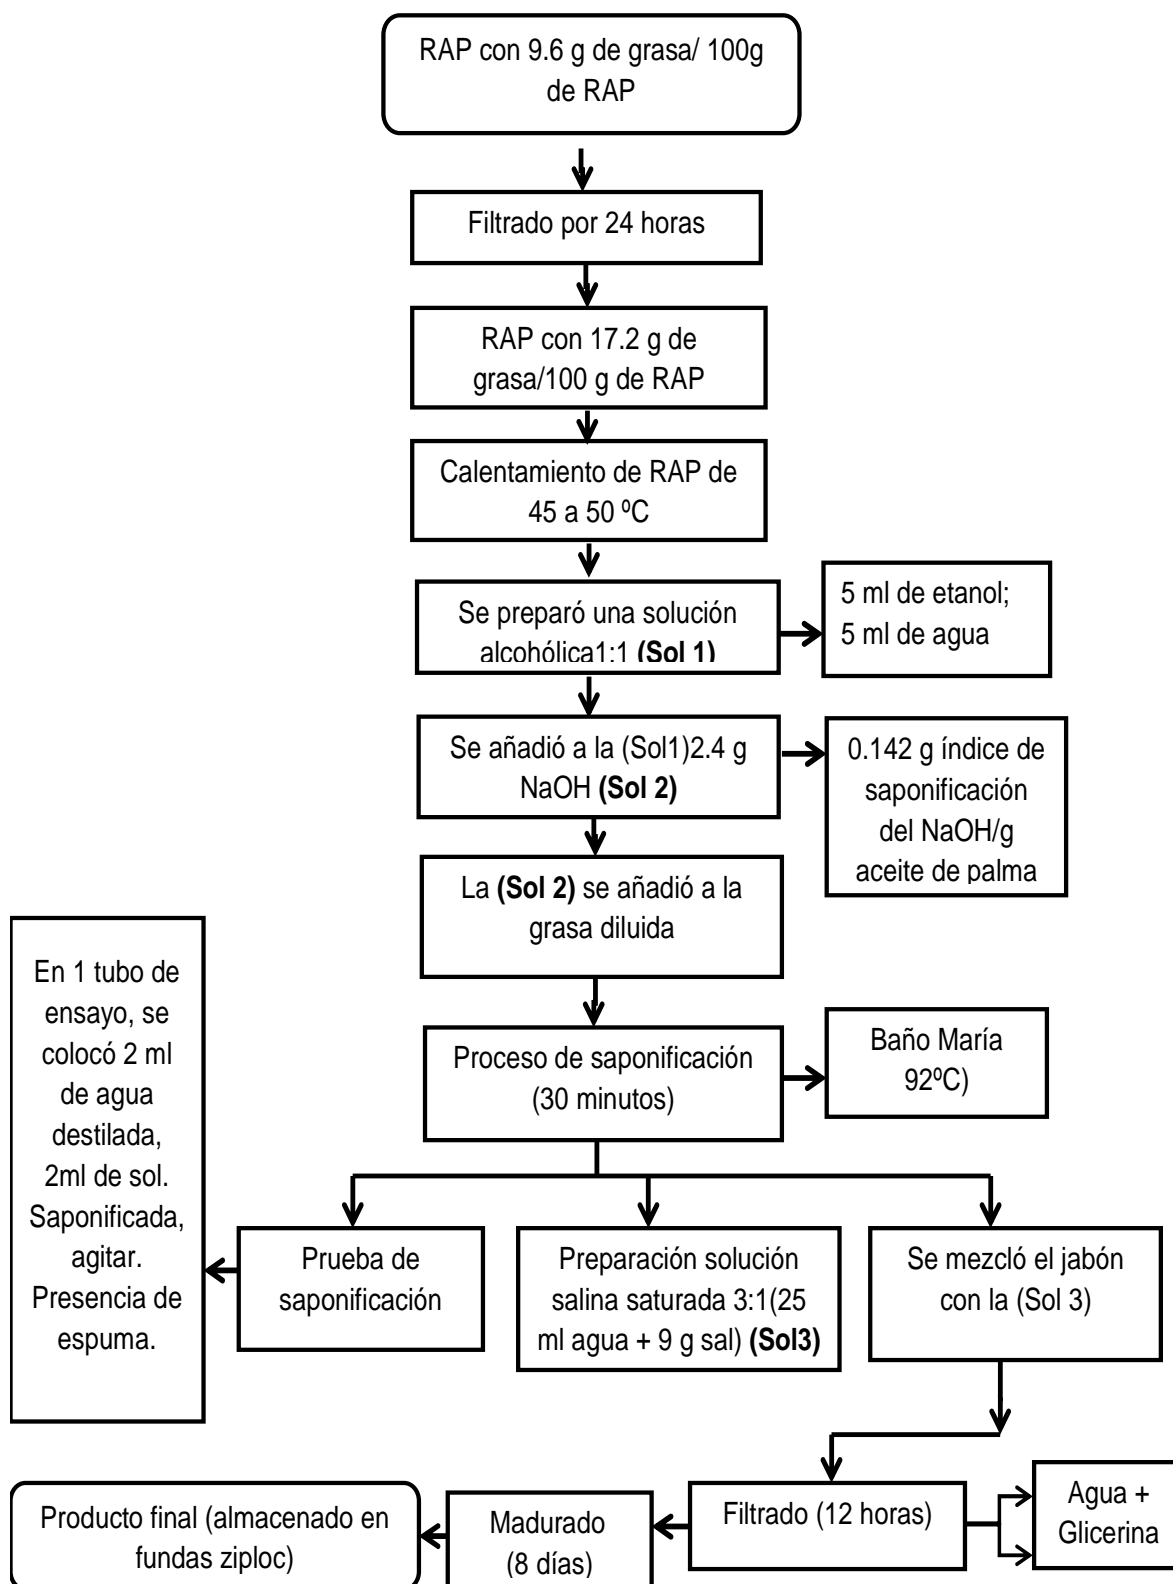 RAP con 9.6 g de grasa/ 100g
de RAP
Filtrado por 24 horas
RAP con 17.2 g de
grasa/100 g de RAP
Calentamiento de RAP de
45 a 50 ºC
Se preparó una solución
alcohólica1:1 (Sol 1)
5 ml de etanol;
5 ml de agua
Se añadió a la (Sol1)2.4 g
NaOH (Sol 2)
0.142 g índice de
saponificación
del NaOH/g
aceite de palma
La (Sol 2) se añadió a la
grasa diluida
Proceso de saponificación
(30 minutos)
Baño María
92ºC)
En 1 tubo de
ensayo, se
colocó 2 ml
de agua
destilada,
2ml de sol.
Saponificada,
agitar.
Presencia de
espuma.
Prueba de
saponificación
Preparación solución
salina saturada 3:1(25
ml agua + 9 g sal) (Sol3)
Se mezcló el jabón
con la (Sol 3)
Filtrado (12 horas)
Agua +
Glicerina
Madurado
(8 días)
Producto final (almacenado en
fundas ziploc)